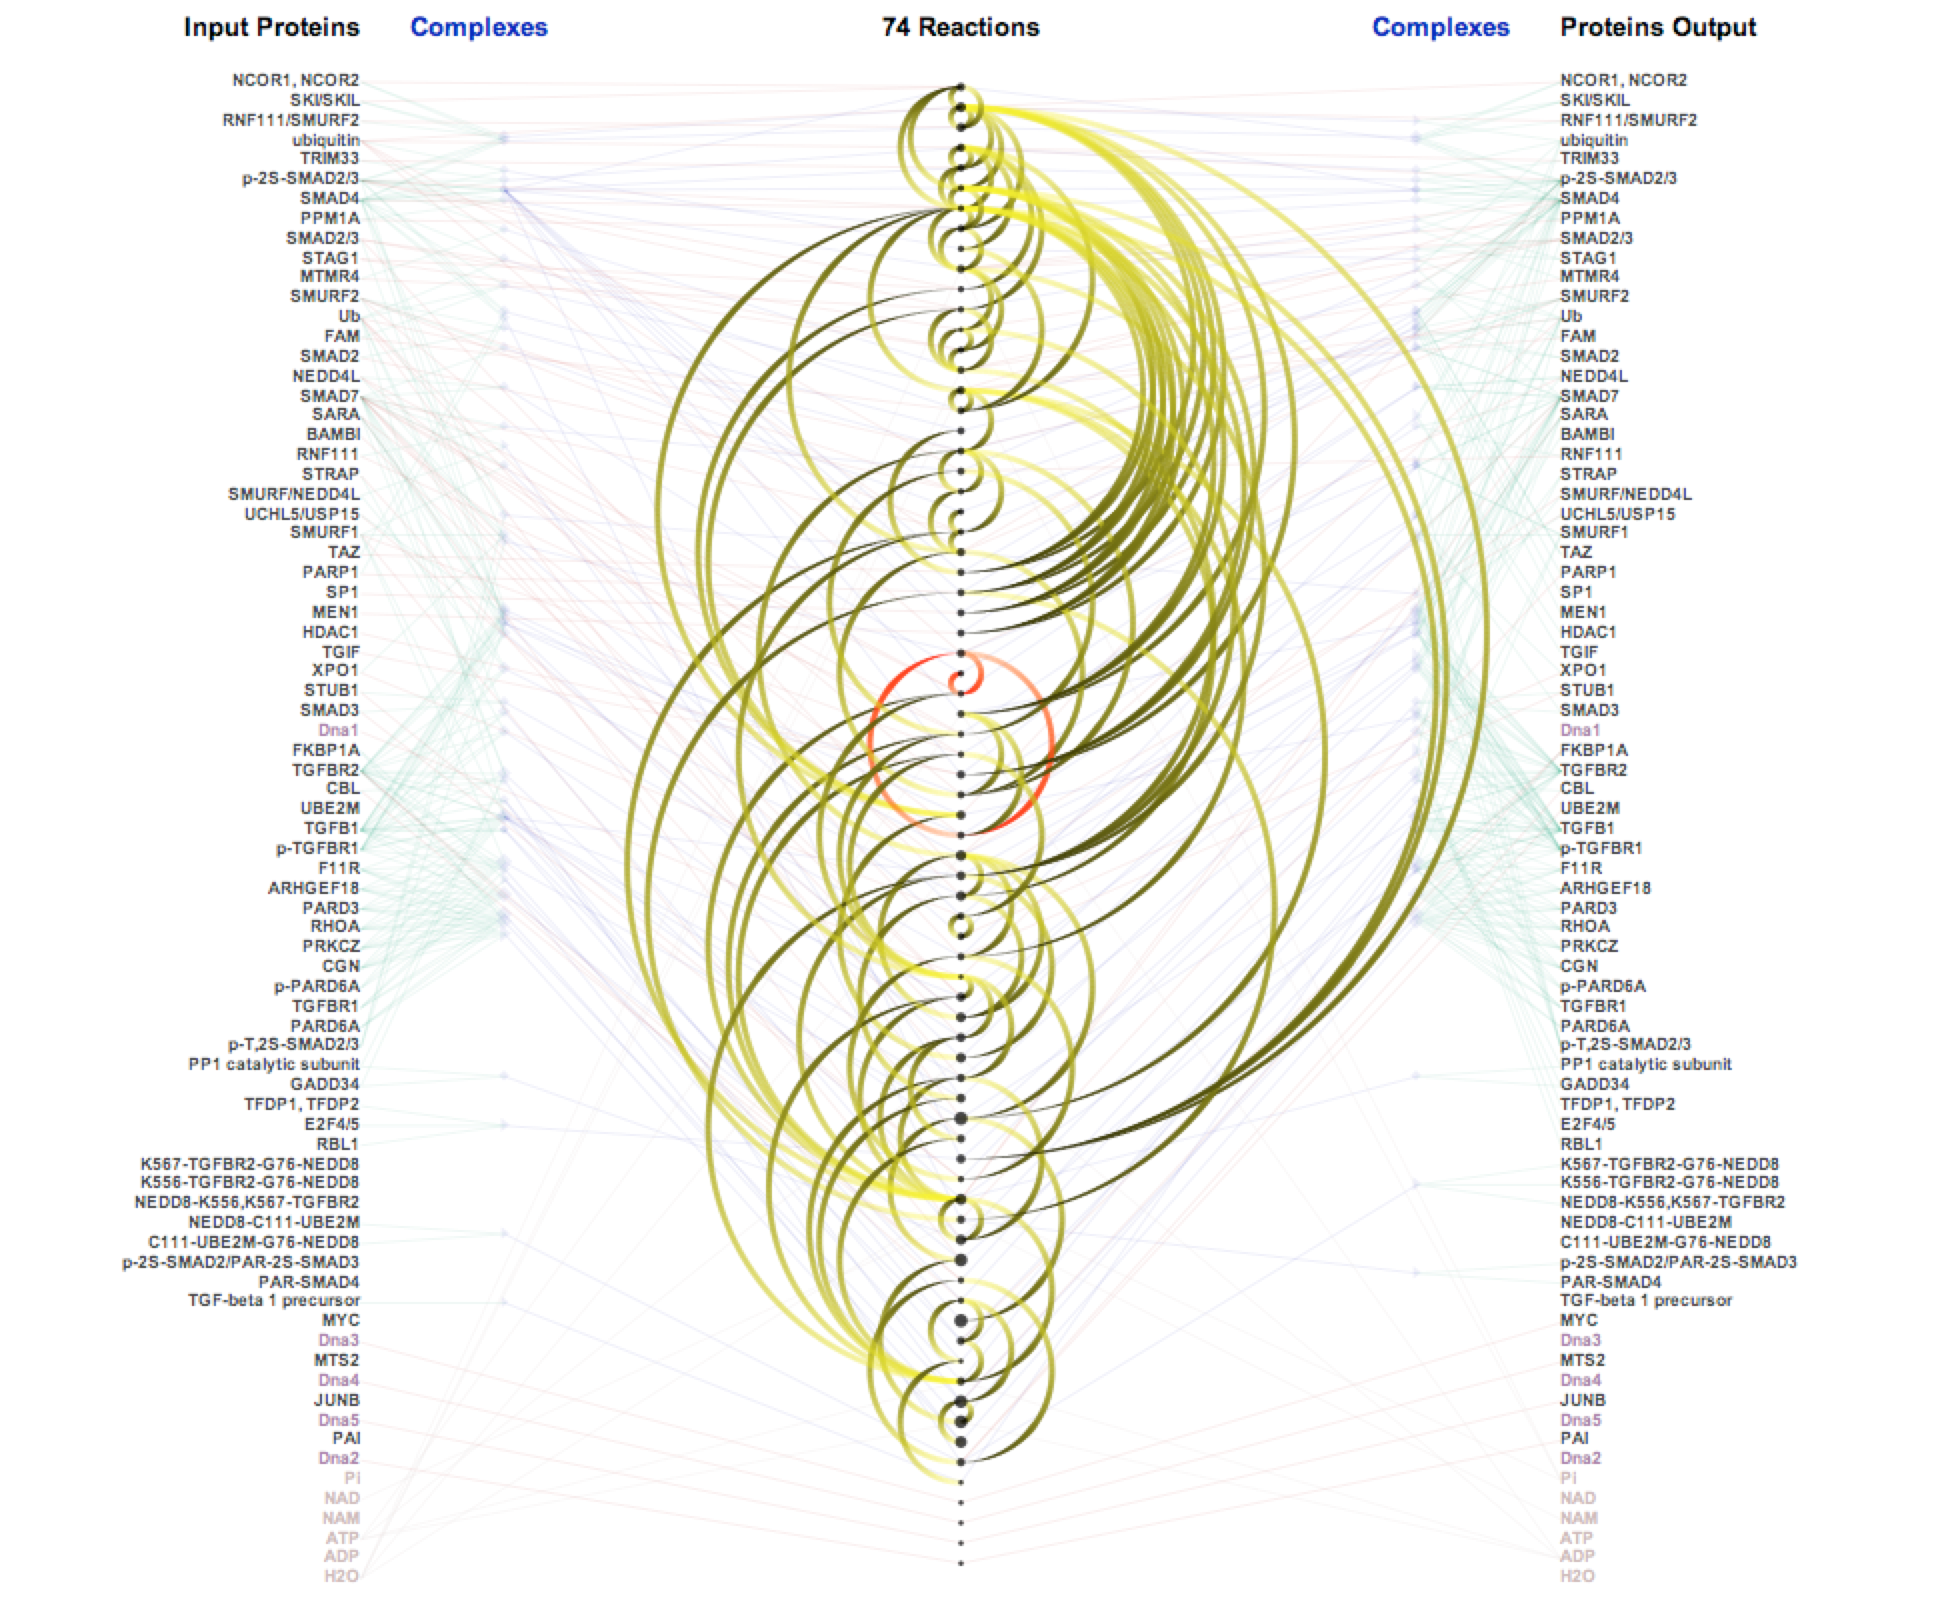 Input Proteins Complexes 74 Reactions Complexes Proteins Output
NCOR1, NCOR2 NCOR1, NCOR2
SKI/SKIL SKI/SKIL
RNF111/SMURF2 RNF111/SMURF2
ubiquitin ubiquitin
TRIM33 TRIM33
p-2S-SMAD2/3 p-2S-SMAD2/3
SMAD4 SMAD4
PPM1A PPM1A
SMAD2/3 SMAD2/3
STAG1 STAG1
MTMR4 MTMR4
SMURF2 SMURF2
Ub Ub
FAM FAM
SMAD2 SMAD2
NEDD4L NEDD4L
SMAD7 SMAD7
SARA SARA
BAMBI BAMBI
RNF111 RNF111
STRAP STRAP
SMURF/NEDD4L SMURF/NEDD4L
UCHL5/USP15 UCHL5/USP15
SMURF1 SMURF1
TAZ TAZ
PARP1 PARP1
SP1 SP1
MEN1 MEN1
HDAC1 HDAC1
TGIF TGIF
XPO1 XPO1
STUB1 STUB1
SMAD3 SMAD3
Dna1 Dna1
FKBP1A FKBP1A
TGFBR2 TGFBR2
CBL CBL
UBE2M UBE2M
TGFB1 TGFB1
p-TGFBR1 p-TGFBR1
F11R F11R
ARHGEF18 ARHGEF18
PARD3 PARD3
RHOA RHOA
PRKCZ PRKCZ
CGN CGN
p-PARD6A p-PARD6A
TGFBR1 TGFBR1
PARD6A PARD6A
p-T,2S-SMAD2/3 p-T,2S-SMAD2/3
PP1 catalytic subunit PP1 catalytic subunit
GADD34 GADD34
TFDP1, TFDP2 TFDP1, TFDP2
E2F4/5 E2F4/5
RBL1 RBL1
K567-TGFBR2-G76-NEDD8 K567-TGFBR2-G76-NEDD8
K556-TGFBR2-G76-NEDD8 K556-TGFBR2-G76-NEDD8
NEDD8-K556,K567-TGFBR2 NEDD8-K556,K567-TGFBR2
NEDD8-C111-UBE2M NEDD8-C111-UBE2M
C111-UBE2M-G76-NEDD8 C111-UBE2M-G76-NEDD8
p-2S-SMAD2/PAR-2S-SMAD3 p-2S-SMAD2/PAR-2S-SMAD3
PAR-SMAD4 PAR-SMAD4
TGF-beta 1 precursor TGF-beta 1 precursor
MYC MYC
Dna3 Dna3
MTS2 MTS2
Dna4 Dna4
JUNB JUNB
Dna5 Dna5
PAI PAI
Dna2 Dna2
Pi Pi
NAD NAD
NAM NAM
ATP ATP
ADP ADP
H2O H2O